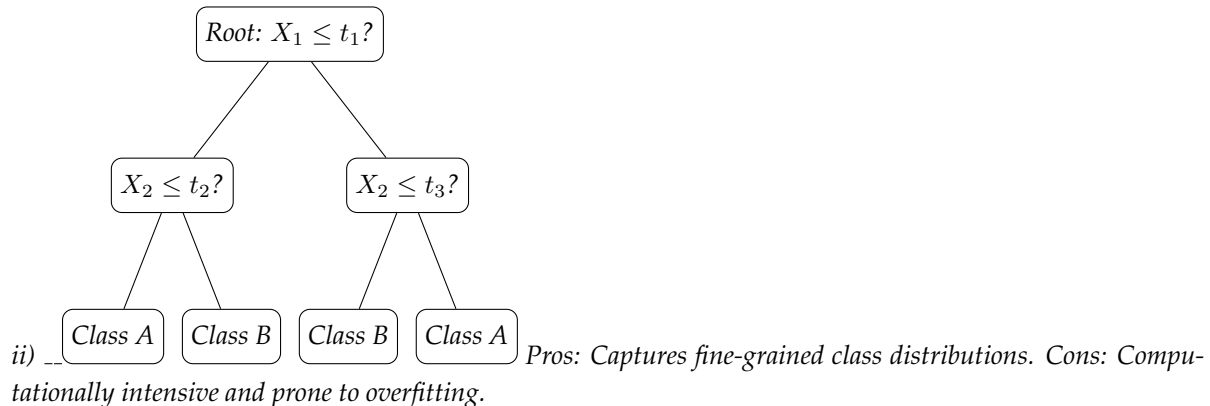 Root: X₁ ≤ t₁?
X₂ ≤ t₂? X₂ ≤ t₃?
Class A Class B Class B Class A
ii) __ Pros: Captures fine-grained class distributions. Cons: Compu-
tationally intensive and prone to overfitting.